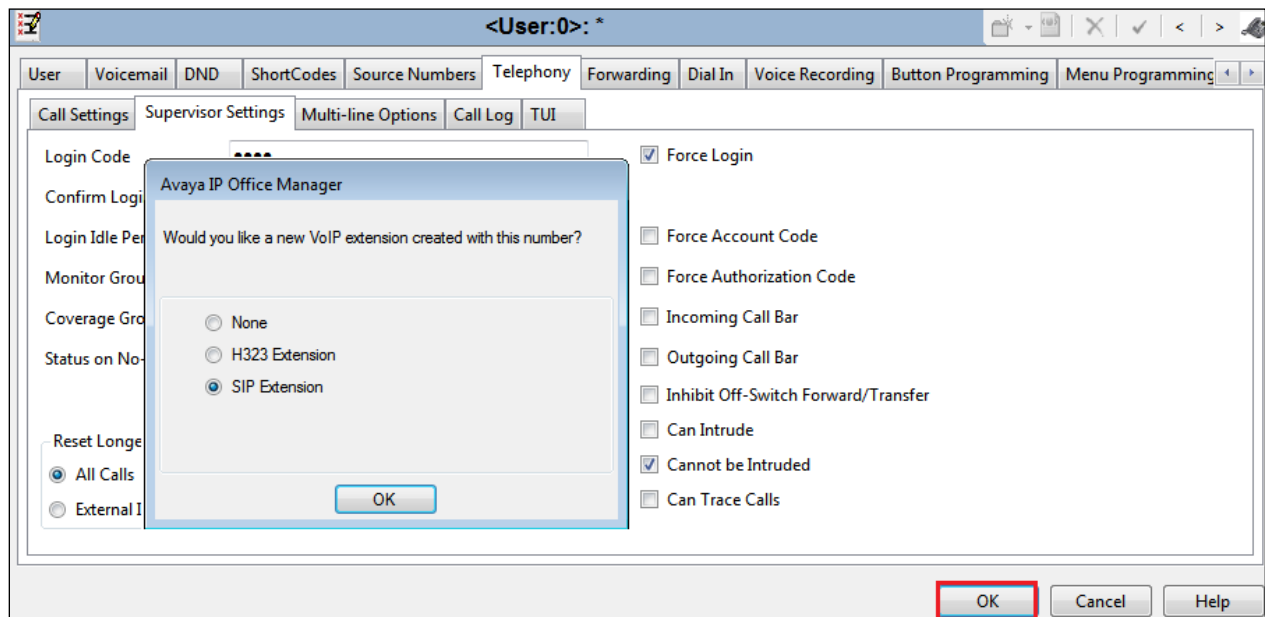 <User:0>: *
User Voicemail DND ShortCodes Source Numbers Telephony Forwarding Dial In Voice Recording Button Programming Menu Programming
Call Settings Supervisor Settings Multi-line Options Call Log TUI
Login Code
Force Login
Confirm Logi
Login Idle Per
Force Account Code
Monitor Grou
Force Authorization Code
Coverage Gro
Incoming Call Bar
Status on No-
Outgoing Call Bar
Inhibit Off-Switch Forward/Transfer
Can Intrude
Reset Longe
Cannot be Intruded
All Calls
Can Trace Calls
External I
Avaya IP Office Manager
Would you like a new VoIP extension created with this number?
None
H323 Extension
SIP Extension
OK
OK Cancel Help